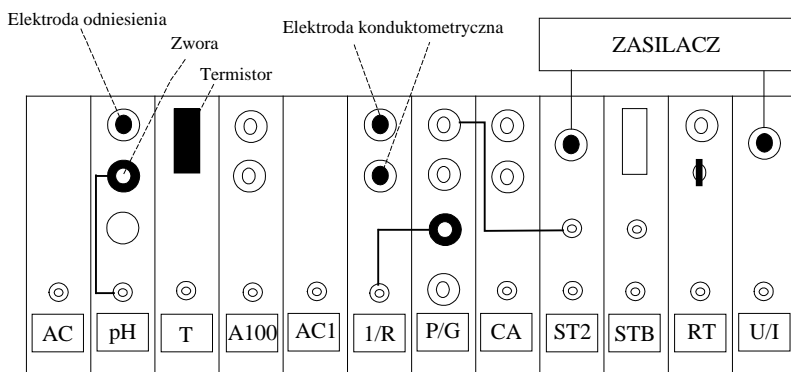 Elektroda odniesienia
Zwora
Termistor
Elektroda konduktometryczna
ZASILACZ
AC
pH
T
A100
AC1
1/R
P/G
CA
ST2
STB
RT
U/I